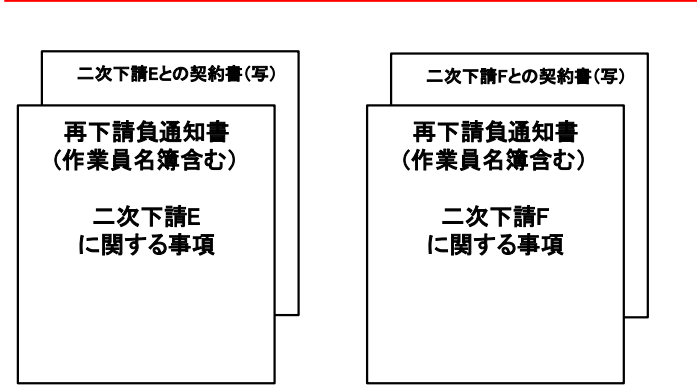 二次下請Eとの契約書（写）
再下請負通知書
（作業員名簿含む）
二次下請E
に関する事項
二次下請Fとの契約書（写）
再下請負通知書
（作業員名簿含む）
二次下請F
に関する事項